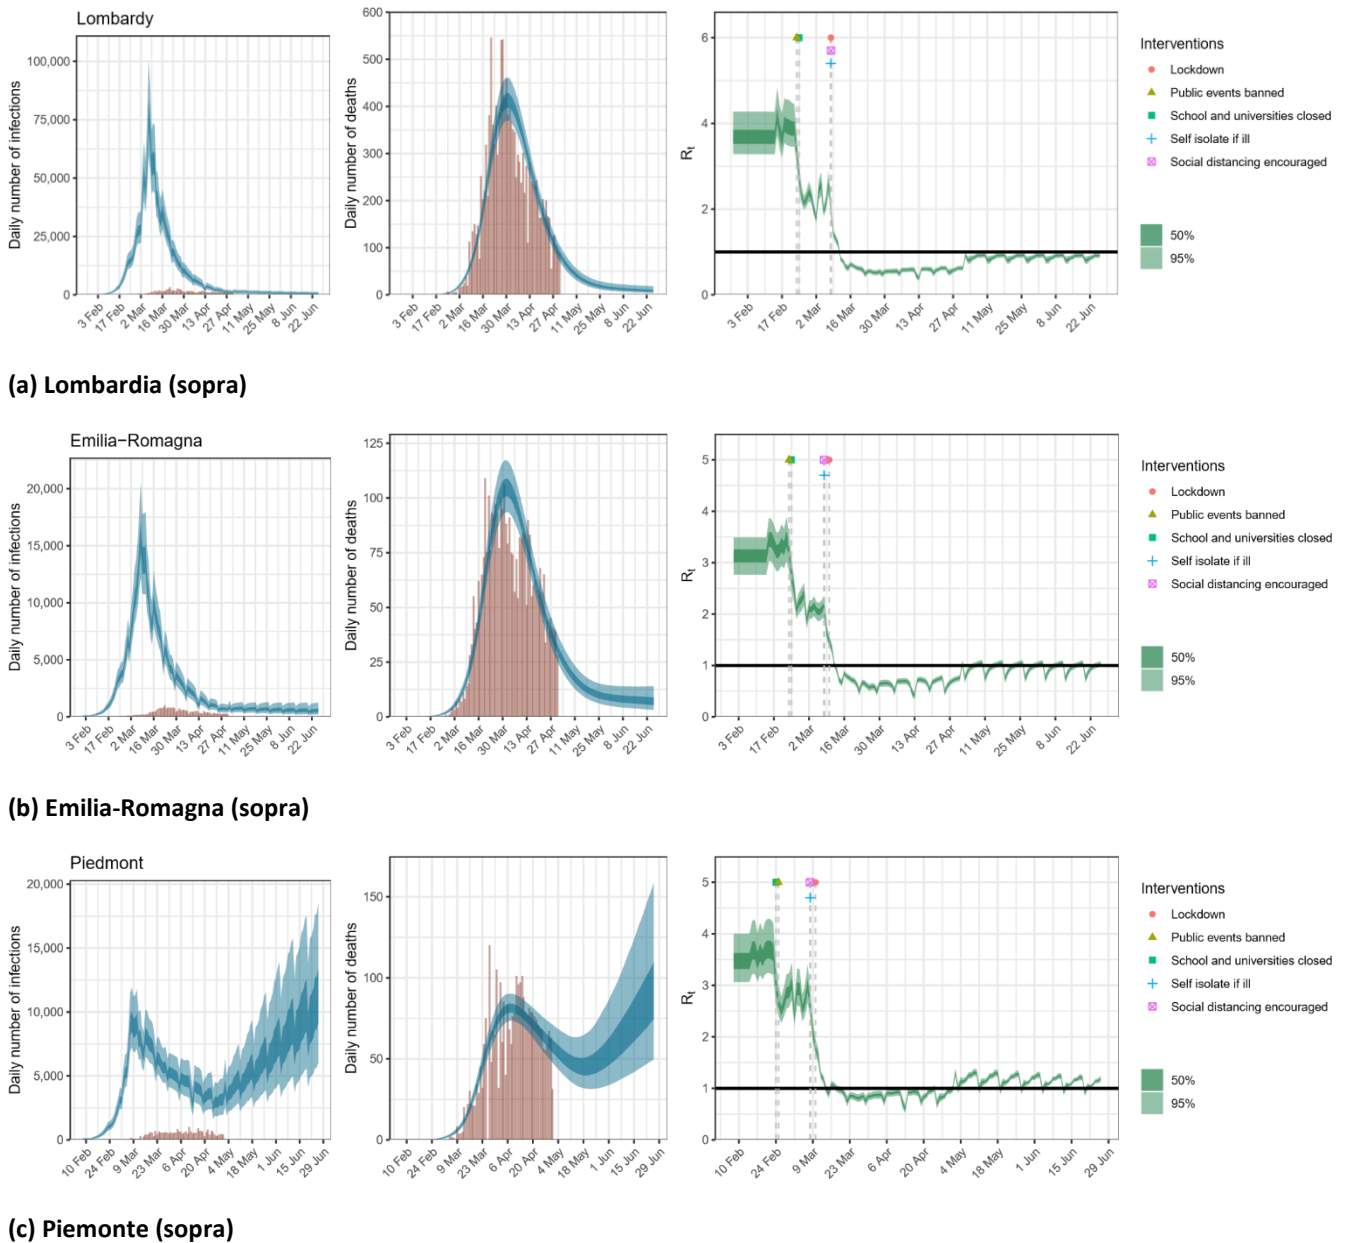 Lombardy
Daily number of infections
100,000
75,000
50,000
25,000
0
3 Feb
17 Feb
2 Mar
16 Mar
30 Mar
13 Apr
27 Apr
11 May
25 May
8 Jun
22 Jun
Daily number of deaths
600
500
400
300
200
100
0
3 Feb
17 Feb
2 Mar
16 Mar
30 Mar
13 Apr
27 Apr
11 May
25 May
8 Jun
22 Jun
Rt
6
4
2
0
3 Feb
17 Feb
2 Mar
16 Mar
30 Mar
13 Apr
27 Apr
11 May
25 May
8 Jun
22 Jun
Interventions
Lockdown
Public events banned
School and universities closed
Self isolate if ill
Social distancing encouraged
50%
95%
(a) Lombardia (sopra)
Emilia−Romagna
Daily number of infections
20,000
15,000
10,000
5,000
0
3 Feb
17 Feb
2 Mar
16 Mar
30 Mar
13 Apr
27 Apr
11 May
25 May
8 Jun
22 Jun
Daily number of deaths
125
100
75
50
25
0
3 Feb
17 Feb
2 Mar
16 Mar
30 Mar
13 Apr
27 Apr
11 May
25 May
8 Jun
22 Jun
Rt
5
4
3
2
1
0
3 Feb
17 Feb
2 Mar
16 Mar
30 Mar
13 Apr
27 Apr
11 May
25 May
8 Jun
22 Jun
Interventions
Lockdown
Public events banned
School and universities closed
Self isolate if ill
Social distancing encouraged
50%
95%
(b) Emilia-Romagna (sopra)
Piedmont
Daily number of infections
20,000
15,000
10,000
5,000
0
10 Feb
24 Feb
9 Mar
23 Mar
6 Apr
20 Apr
4 May
18 May
1 Jun
15 Jun
29 Jun
Daily number of deaths
150
100
50
0
10 Feb
24 Feb
9 Mar
23 Mar
6 Apr
20 Apr
4 May
18 May
1 Jun
15 Jun
29 Jun
Rt
5
4
3
2
1
0
10 Feb
24 Feb
9 Mar
23 Mar
6 Apr
20 Apr
4 May
18 May
1 Jun
15 Jun
29 Jun
Interventions
Lockdown
Public events banned
School and universities closed
Self isolate if ill
Social distancing encouraged
50%
95%
(c) Piemonte (sopra)